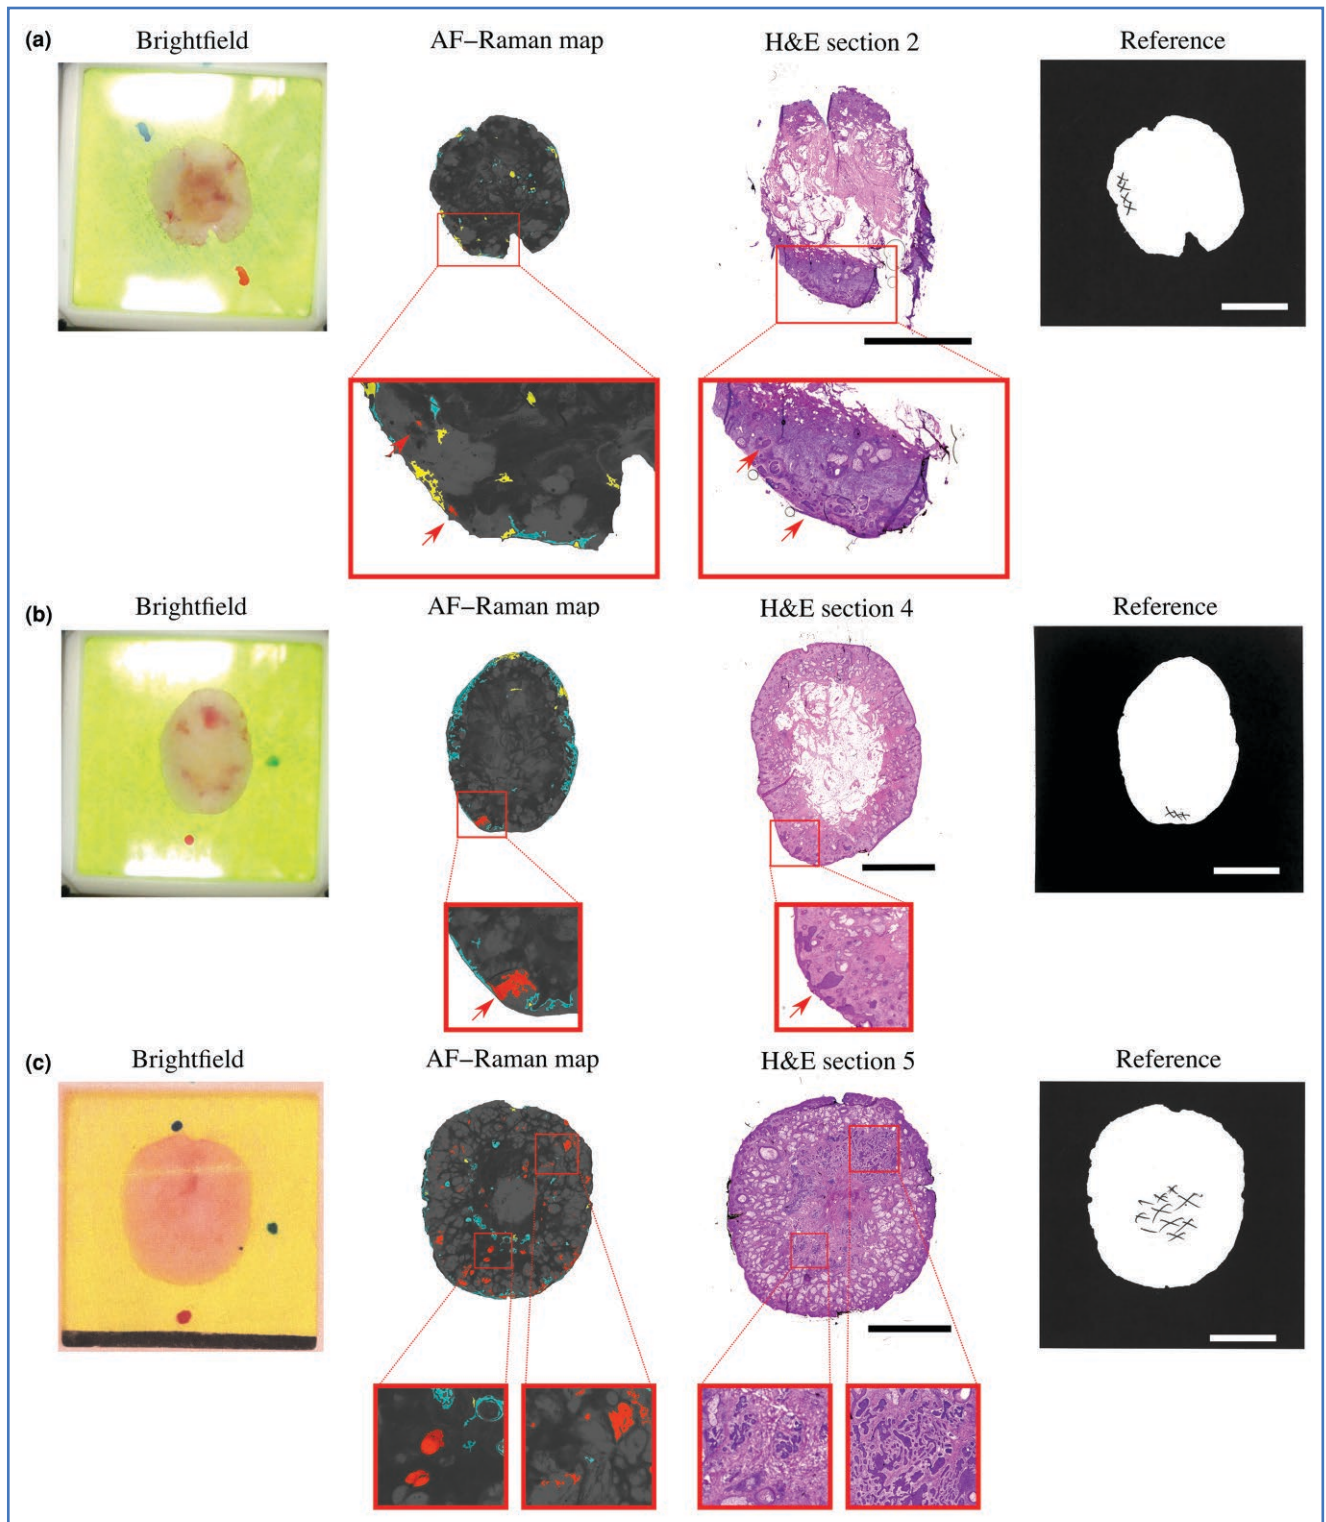 (a)
Brightfield
AF–Raman map
H&E section 2
Reference
(b)
Brightfield
AF–Raman map
H&E section 4
Reference
(c)
Brightfield
AF–Raman map
H&E section 5
Reference